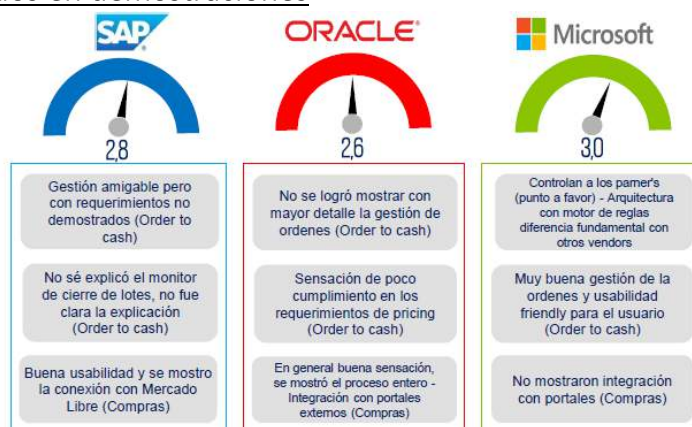 en demostraciones
SAP
ORACLE
Microsoft
2,8
2,6
3,0
Gestión amigable pero
con requerimientos no
demostrados (Order to
cash)
No sé explicó el monitor
de cierre de lotes, no fue
clara la explicación
(Order to cash)
Buena usabilidad y se mostro
la conexión con Mercado
Libre (Compras)
No se logró mostrar con
mayor detalle la gestión de
ordenes (Order to cash)
Sensación de poco
cumplimiento en los
requerimientos de pricing
(Order to cash)
En general buena sensación,
se mostró el proceso entero -
Integración con portales
externos (Compras)
Controlan a los parner's
(punto a favor) - Arquitectura
con motor de reglas
diferencia fundamental con
otros vendors
Muy buena gestión de la
ordenes y usabilidad
friendly para el usuario
(Order to cash)
No mostraron integración
con portales (Compras)